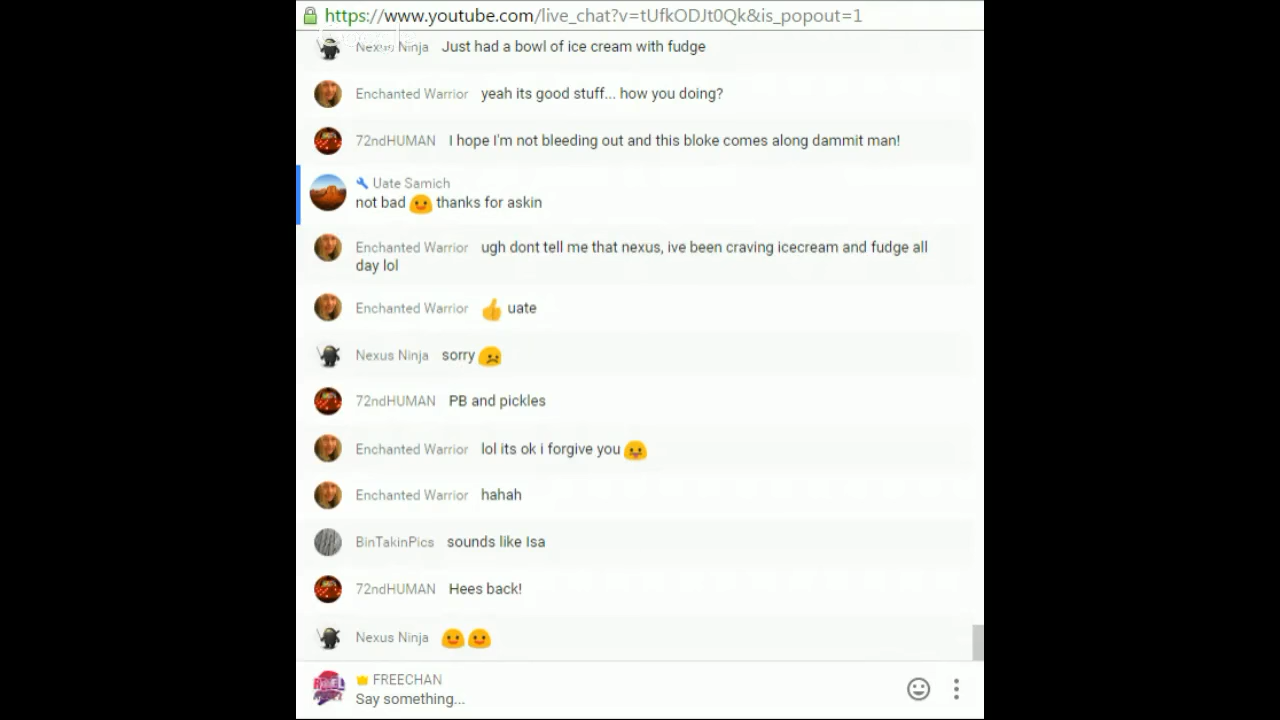 https://www.youtube.com/live_chat?v=tUfkODJt0Qk&is_popout=1
Nexus Ninja Just had a bowl of ice cream with fudge
Enchanted Warrior yeah its good stuff... how you doing?
72ndHUMAN I hope I'm not bleeding out and this bloke comes along dammit man!
Uate Samich
not bad thanks for askin
Enchanted Warrior ugh dont tell me that nexus, ive been craving icecream and fudge all
day lol
Enchanted Warrior uate
Nexus Ninja sorry
72ndHUMAN PB and pickles
Enchanted Warrior lol its ok i forgive you
Enchanted Warrior hahah
BinTakinPics sounds like Isa
72ndHUMAN Hees back!
Nexus Ninja
FREECHAN
Say something...